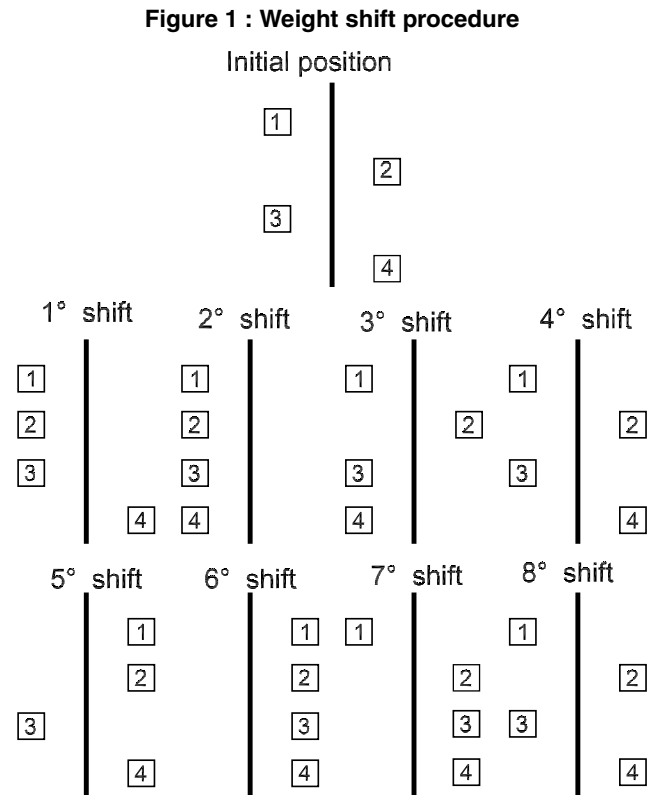 Figure 1 : Weight shift procedure
Initial position
1
2
3
4
1° shift 2° shift 3° shift 4° shift
1 1 1 1
2 2 2 2
3 3 3 3
4 4 4 4
5° shift 6° shift 7° shift 8° shift
1 1 1 1
2 2 2 2
3 3 3 3
4 4 4 4